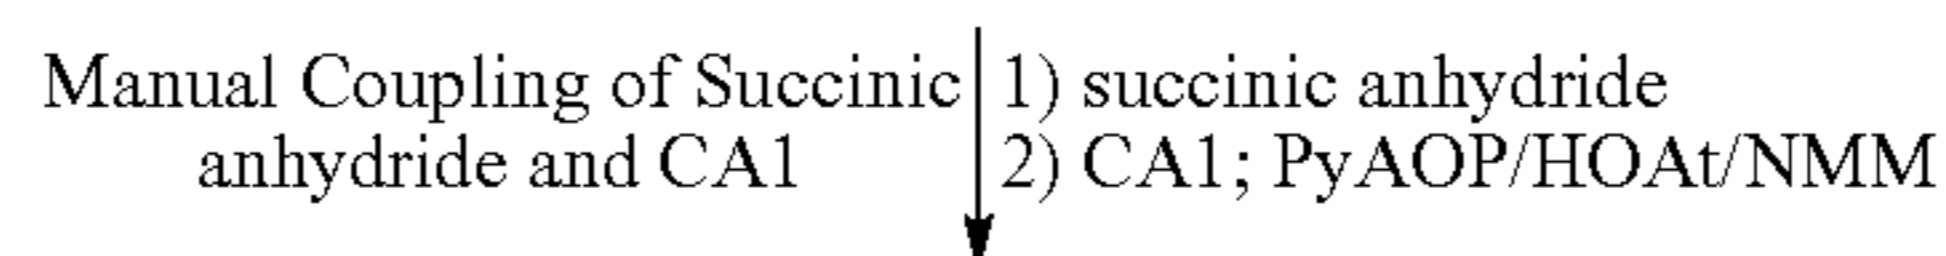 Manual Coupling of Succinic
anhydride and CA1
1) succinic anhydride
2) CA1; PyAOP/HOAt/NMM